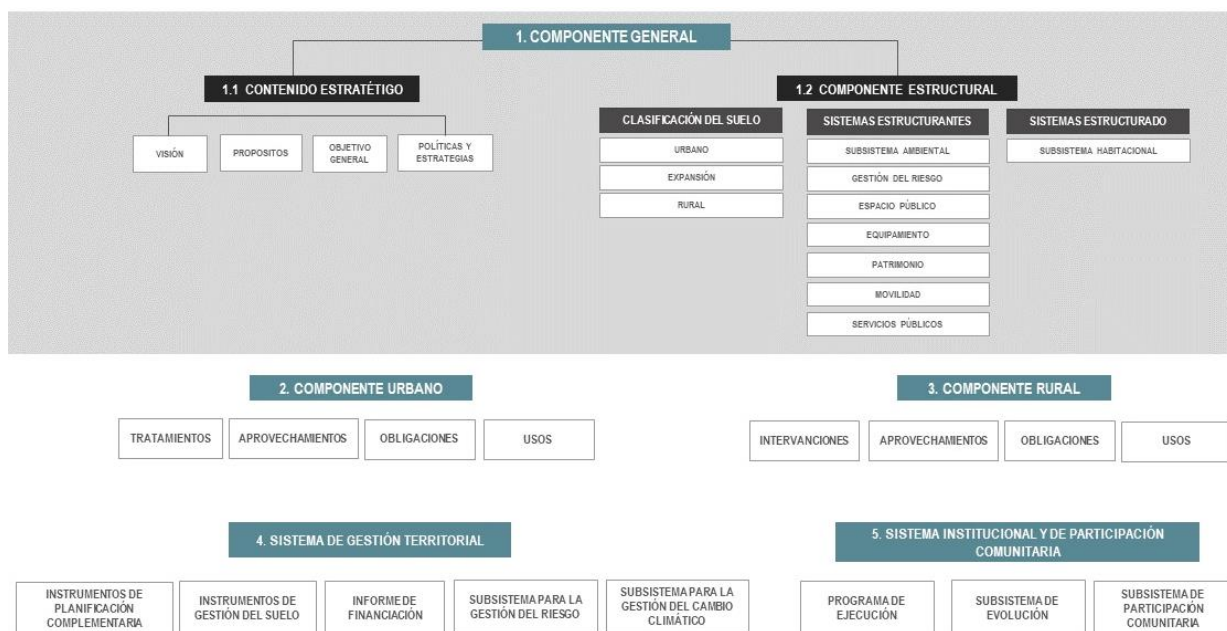 1. COMPONENTE GENERAL
1.1 CONTENIDO ESTRATÉTIGO
1.2 COMPONENTE ESTRUCTURAL
VISIÓN
PROPOSITOS
OBJETIVO
GENERAL
POLÍTICAS Y
ESTRATEGIAS
CLASIFICACIÓN DEL SUELO
URBANO
EXPANSIÓN
RURAL
SISTEMAS ESTRUCTURANTES
SUBSISTEMA AMBIENTAL
GESTIÓN DEL RIESGO
ESPACIO PÚBLICO
EQUIPAMIENTO
PATRIMONIO
MOVILIDAD
SERVICIOS PÚBLICOS
SISTEMAS ESTRUCTURADO
SUBSISTEMA HABITACIONAL
2. COMPONENTE URBANO
TRATAMIENTOS
APROVECHAMIENTOS
OBLIGACIONES
USOS
3. COMPONENTE RURAL
INTERVANCIONES
APROVECHAMIENTOS
OBLIGACIONES
USOS
4. SISTEMA DE GESTIÓN TERRITORIAL
INSTRUMENTOS DE
PLANIFICACIÓN
COMPLEMENTARIA
INSTRUMENTOS DE
GESTIÓN DEL SUELO
INFORME DE
FINANCIACIÓN
SUBSISTEMA PARA LA
GESTIÓN DEL RIESGO
SUBSISTEMA PARA LA
GESTIÓN DEL CAMBIO
CLIMÁTICO
5. SISTEMA INSTITUCIONAL Y DE PARTICIPACIÓN
COMUNITARIA
PROGRAMA DE
EJECUCIÓN
SUBSISTEMA DE
EVOLUCIÓN
SUBSISTEMA DE
PARTICIPACIÓN
COMUNITARIA